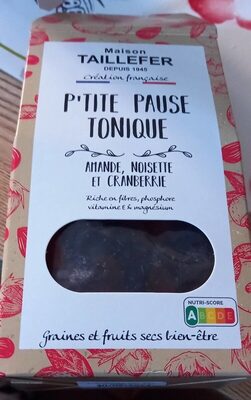 Maison
TAILLEFER
DEPUIS 1945
Création française
P'TITE PAUSE
TONIQUE
AMANDE, NOISETTE
ET CRANBERRIE
Riche en fibres, phosphore
vitamine E & magnésium
NUTRI-SCORE
A B C D E
Graines et fruits secs bien-être